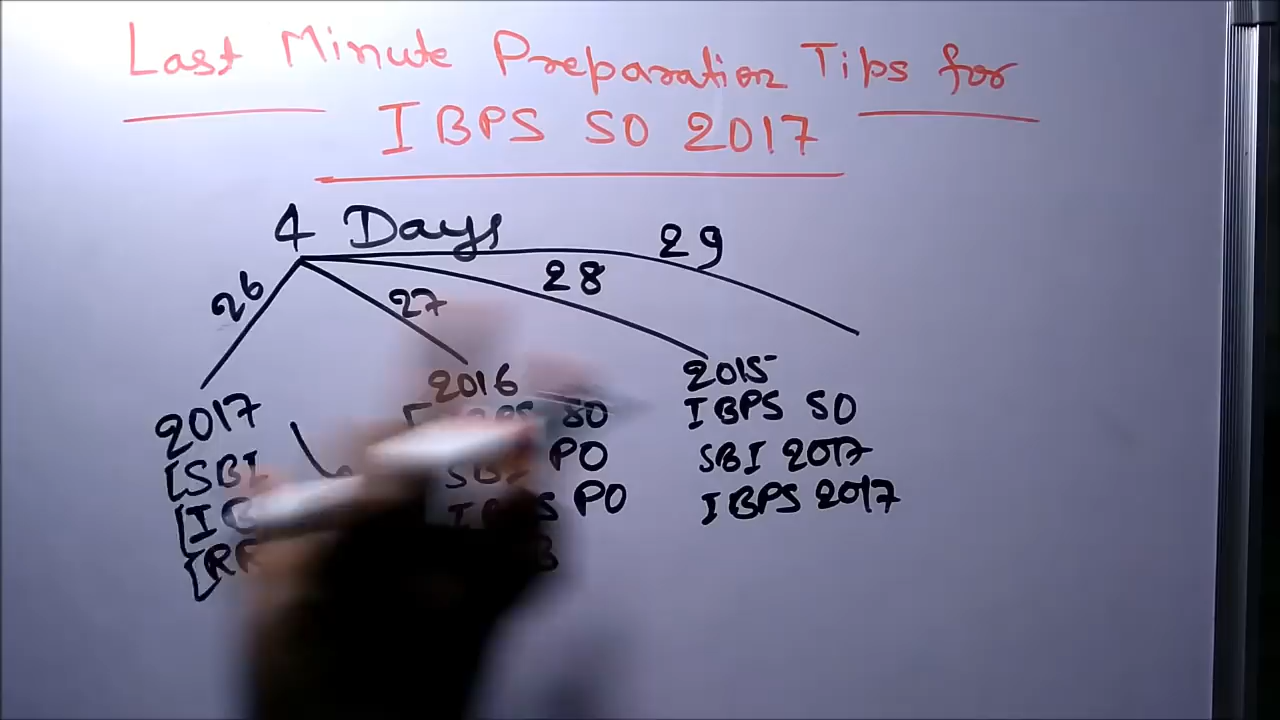 Last Minute Preparation Tips for
IBPS SO 2017
4 Days
26
27
28
29
2017
[SBI
2016
SO
PO
PO
2015
IBPS SO
SBI 2017
IBPS 2017